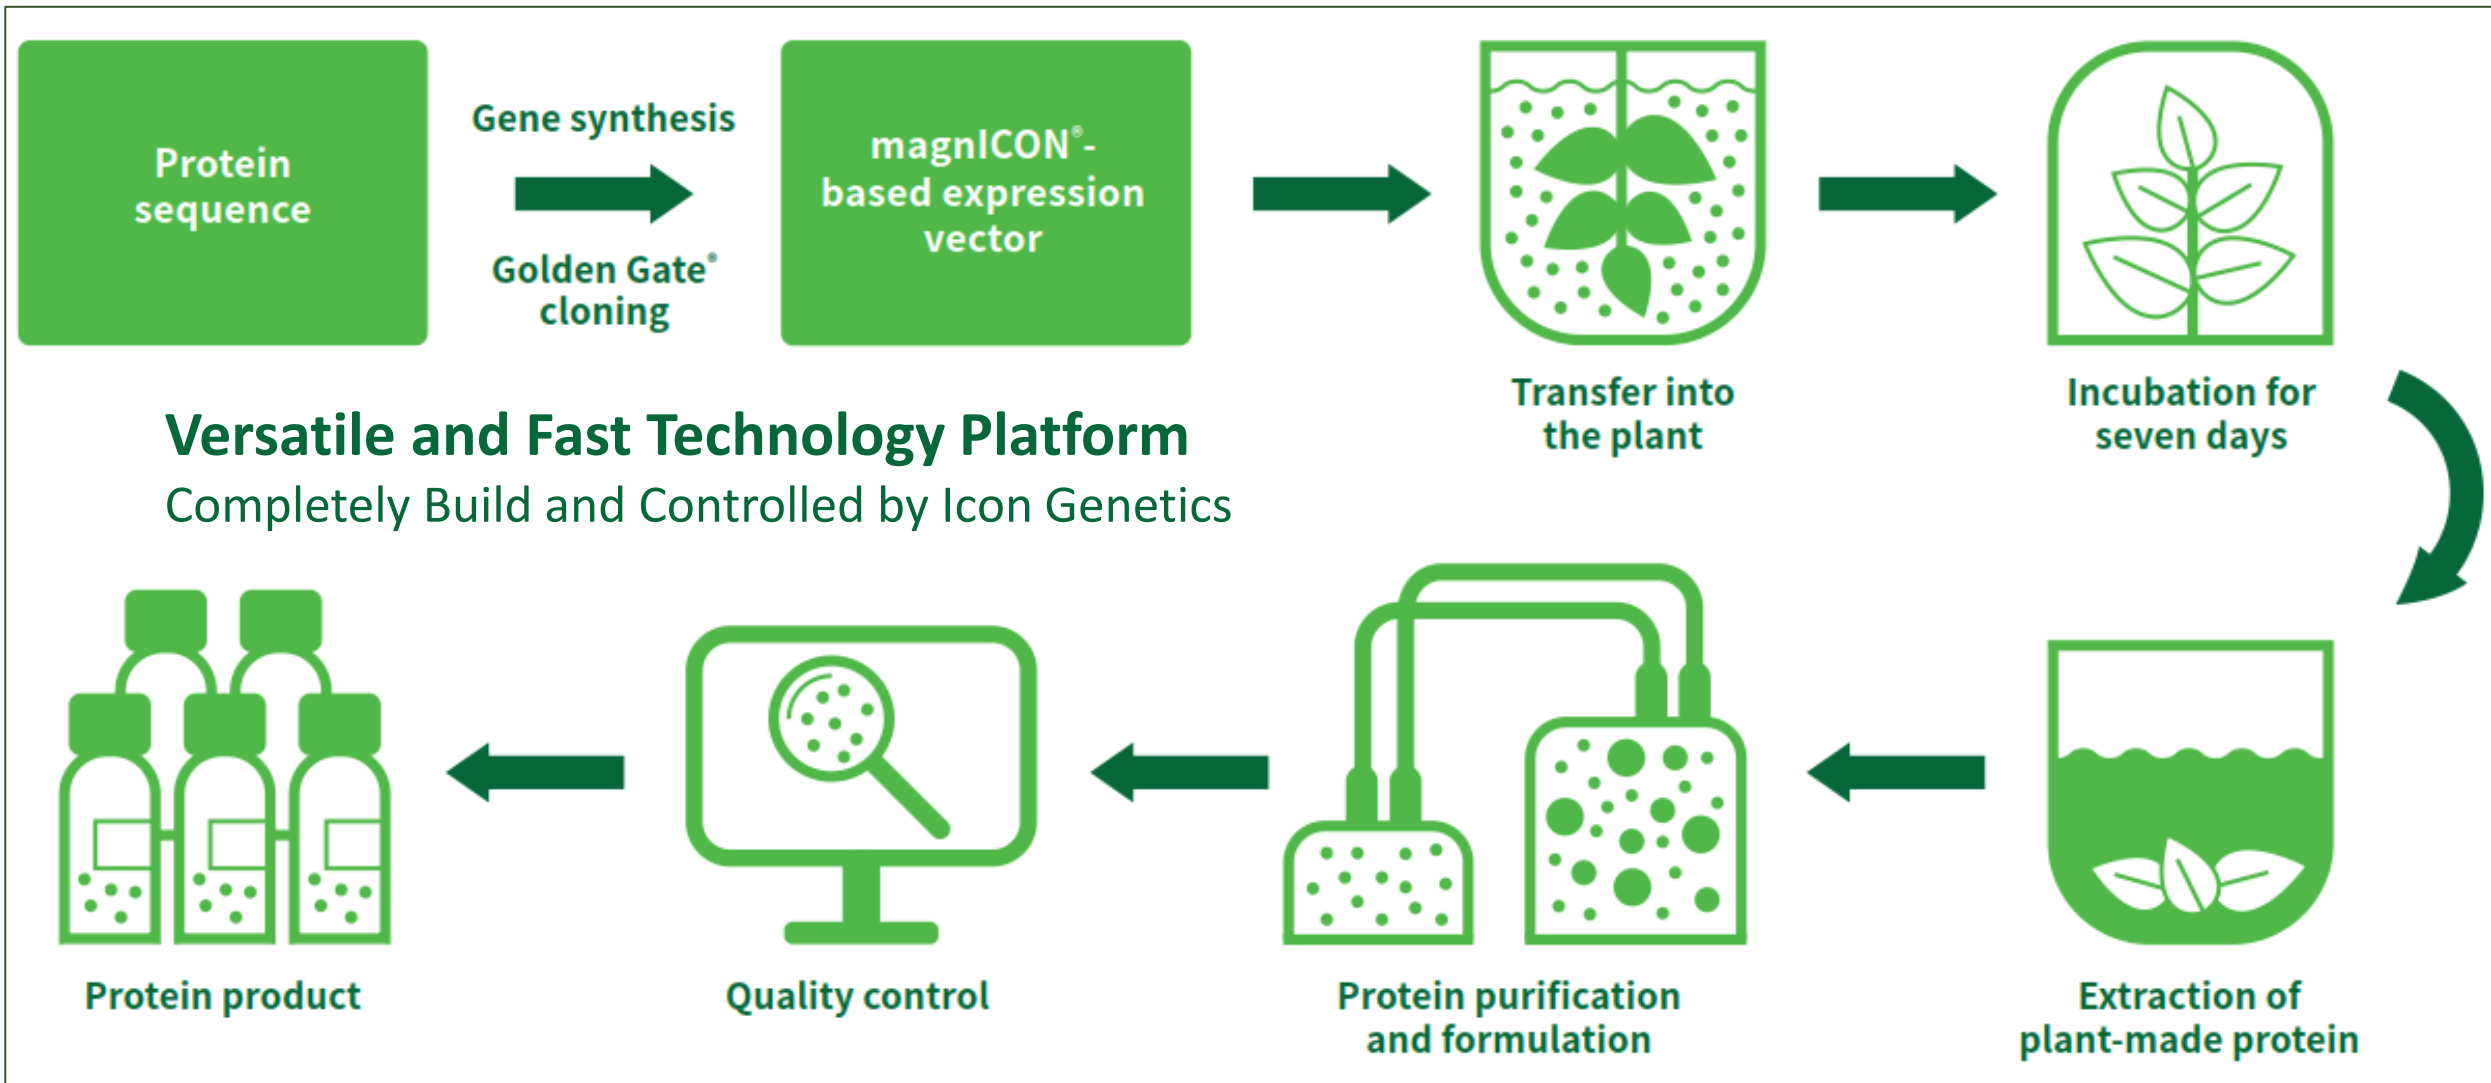 Protein
sequence
Gene synthesis
Golden Gate®
cloning
magnICON®-
based expression
vector
Transfer into
the plant
Incubation for
seven days
Versatile and Fast Technology Platform
Completely Build and Controlled by Icon Genetics
Protein product
Quality control
Protein purification
and formulation
Extraction of
plant-made protein